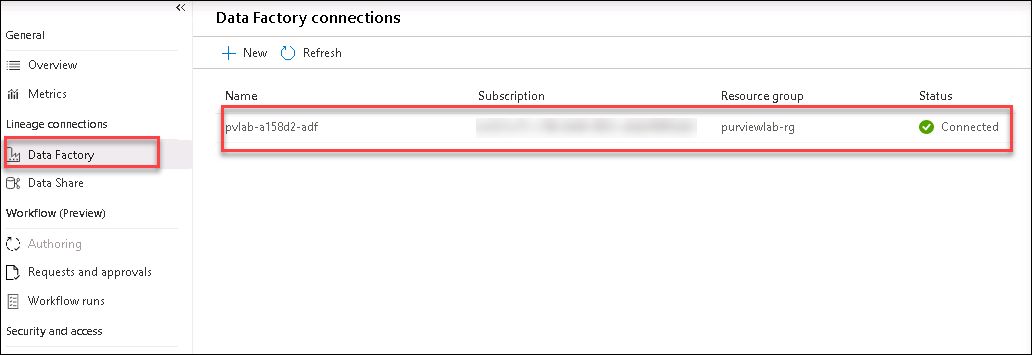 «
General
Overview
Metrics
Lineage connections
Data Factory
Data Share
Workflow (Preview)
Authoring
Requests and approvals
Workflow runs
Security and access
Data Factory connections
New Refresh
Name Subscription Resource group Status
pvlab-a158d2-adf purviewlab-rg Connected